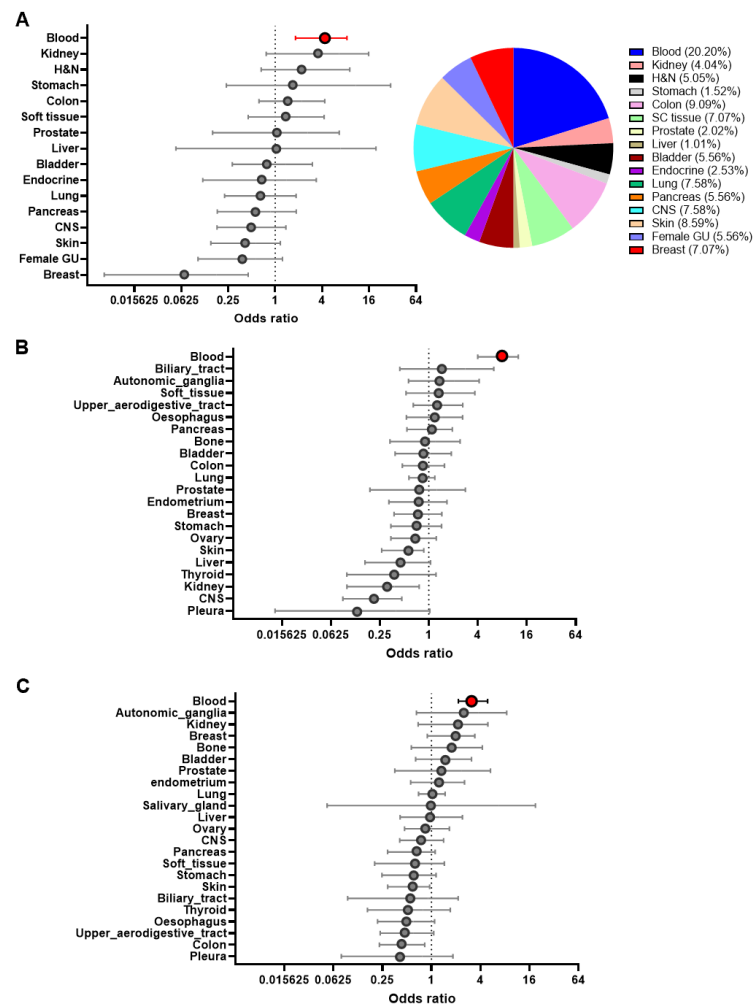 A
Blood
Kidney
H&N
Stomach
Colon
Soft tissue
Prostate
Liver
Bladder
Endocrine
Lung
Pancreas
CNS
Skin
Female GU
Breast
0.015625 0.0625 0.25 1 4 16 64
Odds ratio
Blood (20.20%)
Kidney (4.04%)
H&N (5.05%)
Stomach (1.52%)
Colon (9.09%)
SC tissue (7.07%)
Prostate (2.02%)
Liver (1.01%)
Bladder (5.56%)
Endocrine (2.53%)
Lung (7.58%)
Pancreas (5.56%)
CNS (7.58%)
Skin (8.59%)
Female GU (5.56%)
Breast (7.07%)
B
Blood
Biliary_tract
Autonomic_ganglia
Soft_tissue
Upper_aerodigestive_tract
Oesophagus
Pancreas
Bone
Bladder
Colon
Lung
Prostate
Endometrium
Breast
Stomach
Ovary
Skin
Liver
Thyroid
Kidney
CNS
Pleura
0.015625 0.0625 0.25 1 4 16 64
Odds ratio
C
Blood
Autonomic_ganglia
Kidney
Breast
Bone
Bladder
Prostate
endometrium
Lung
Salivary_gland
Liver
Ovary
CNS
Pancreas
Soft_tissue
Stomach
Skin
Biliary_tract
Thyroid
Oesophagus
Upper_aerodigestive_tract
Colon
Pleura
0.015625 0.0625 0.25 1 4 16 64
Odds ratio